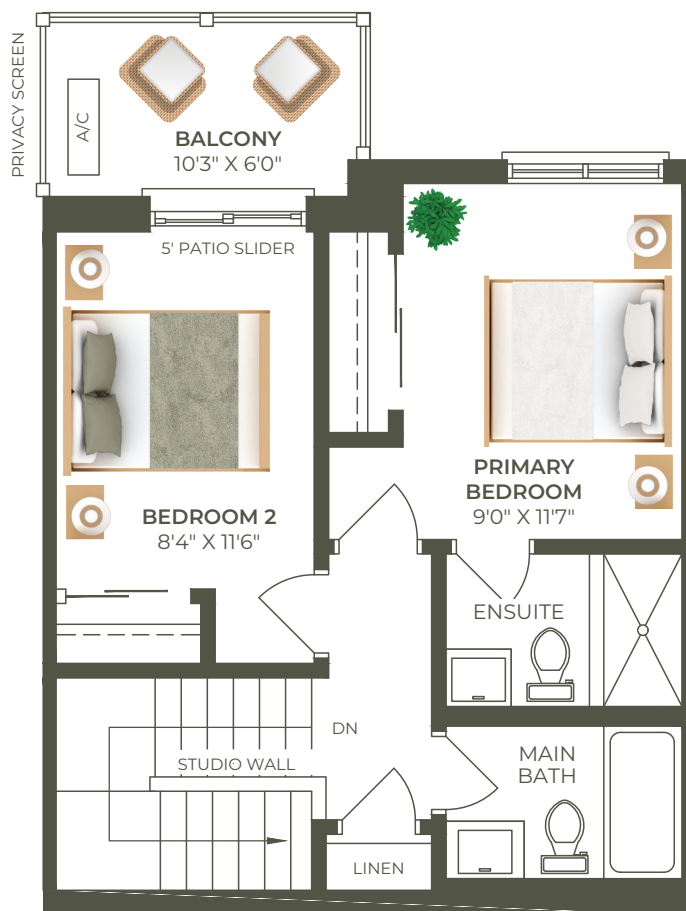 PRIVACY SCREEN
A/C
BALCONY
10'3" X 6'0"
5' PATIO SLIDER
PRIMARY
BEDROOM
9'0" X 11'7"
BEDROOM 2
8'4" X 11'6"
ENSUITE
DN
STUDIO WALL
MAIN
BATH
LINEN